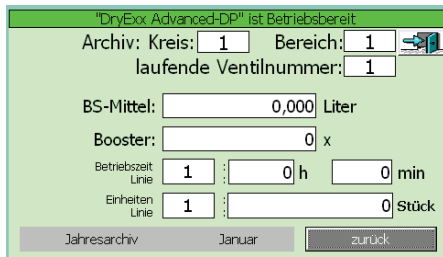 "DryExx Advanced-DP" ist Betriebsbereit
Archiv: Kreis: 1 Bereich: 1
laufende Ventilnummer: 1
BS-Mittel: 0,000 Liter
Booster: 0 x
Betriebszeit Linie 1 : 0 h 0 min
Einheiten Linie 1 : 0 Stück
Jahresarchiv Januar zurück